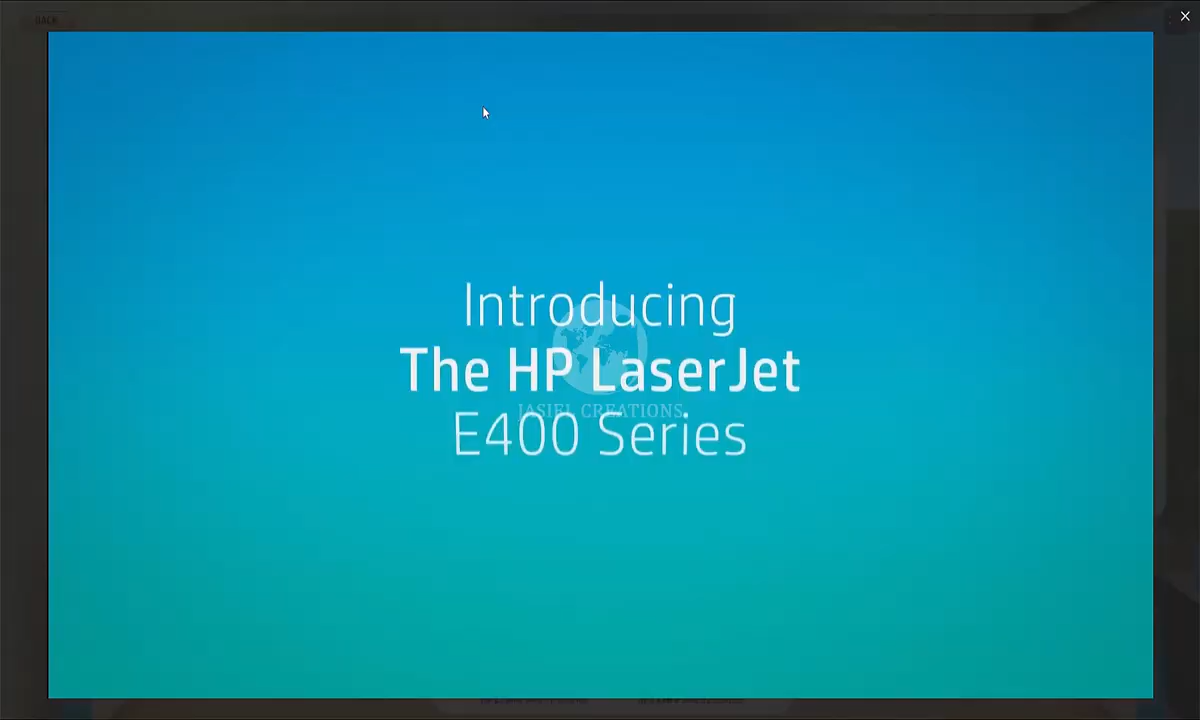 BACK
Introducing
The HP LaserJet
JASIEL CREATIONS
E400 Series